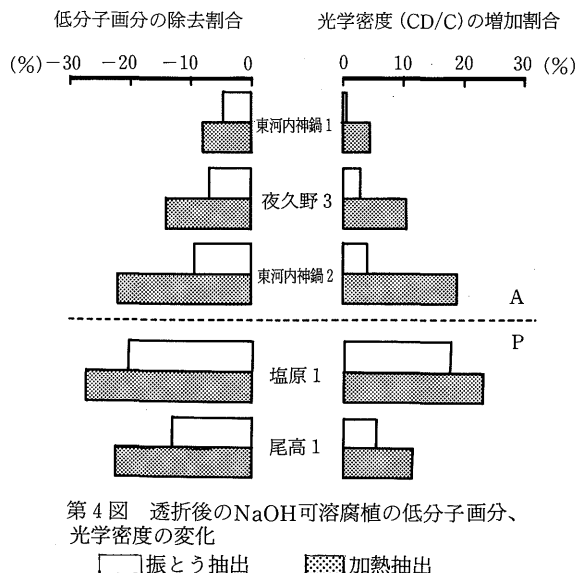 低分子画分の除去割合 光学密度(CD/C)の増加割合
(%)−30 −20 −10 0 0 10 20 30 (%)
東河内神鍋1
夜久野3
東河内神鍋2
A
P
塩原1
尾高1
第4図 透折後のNaOH可溶腐植の低分子画分、
光学密度の変化
振とう抽出 加熱抽出